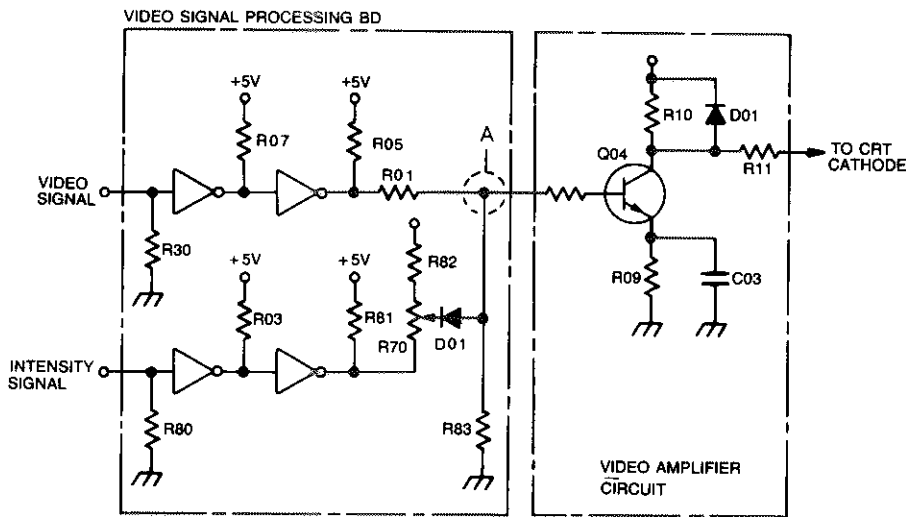 VIDEO SIGNAL PROCESSING BD
+5V
+5V
R07
R05
A
R10
D01
R01
Q04
R11
TO CRT
CATHODE
VIDEO
SIGNAL
R30
+5V
+5V
R82
R09
C03
R03
R81
R70
D01
INTENSITY
SIGNAL
R80
R83
VIDEO AMPLIFIER
CIRCUIT